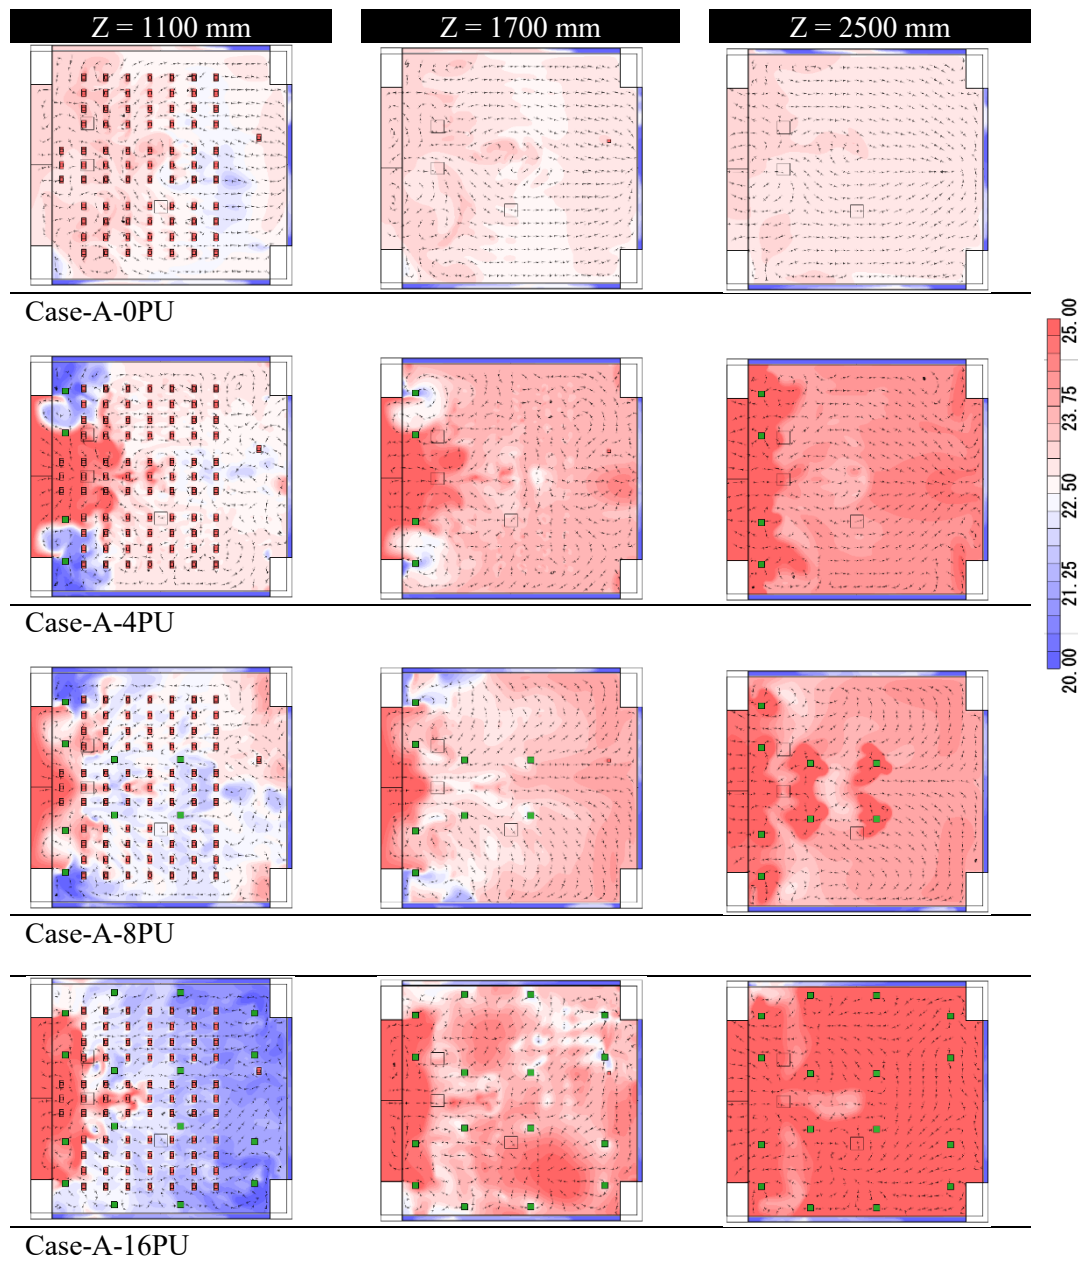 Z = 1100 mm
Z = 1700 mm
Z = 2500 mm
Case-A-0PU
25. 00
23. 75
22. 50
21. 25
20. 00
Case-A-4PU
Case-A-8PU
Case-A-16PU